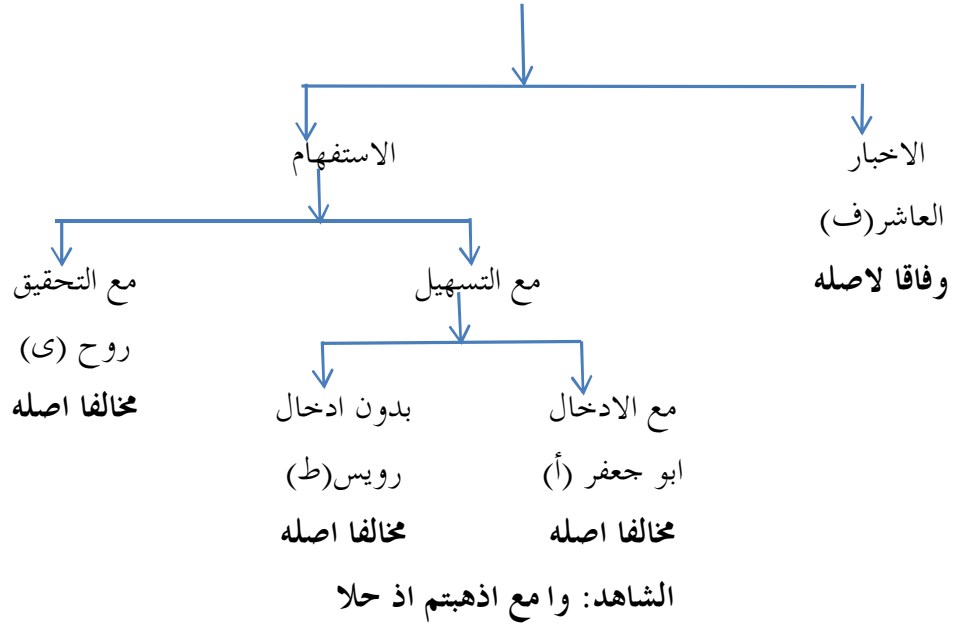 الاخبار
العاشر(ف)
وفاقا لاصله
الاستفهام
مع التسهيل
مع الادخال
ابو جعفر (أ)
مخالفا اصله
بدون ادخال
رويس(ط)
مخالفا اصله
مع التحقيق
روح (ى)
مخالفا اصله
الشاهد: وا مع اذهبتم اذ حلا